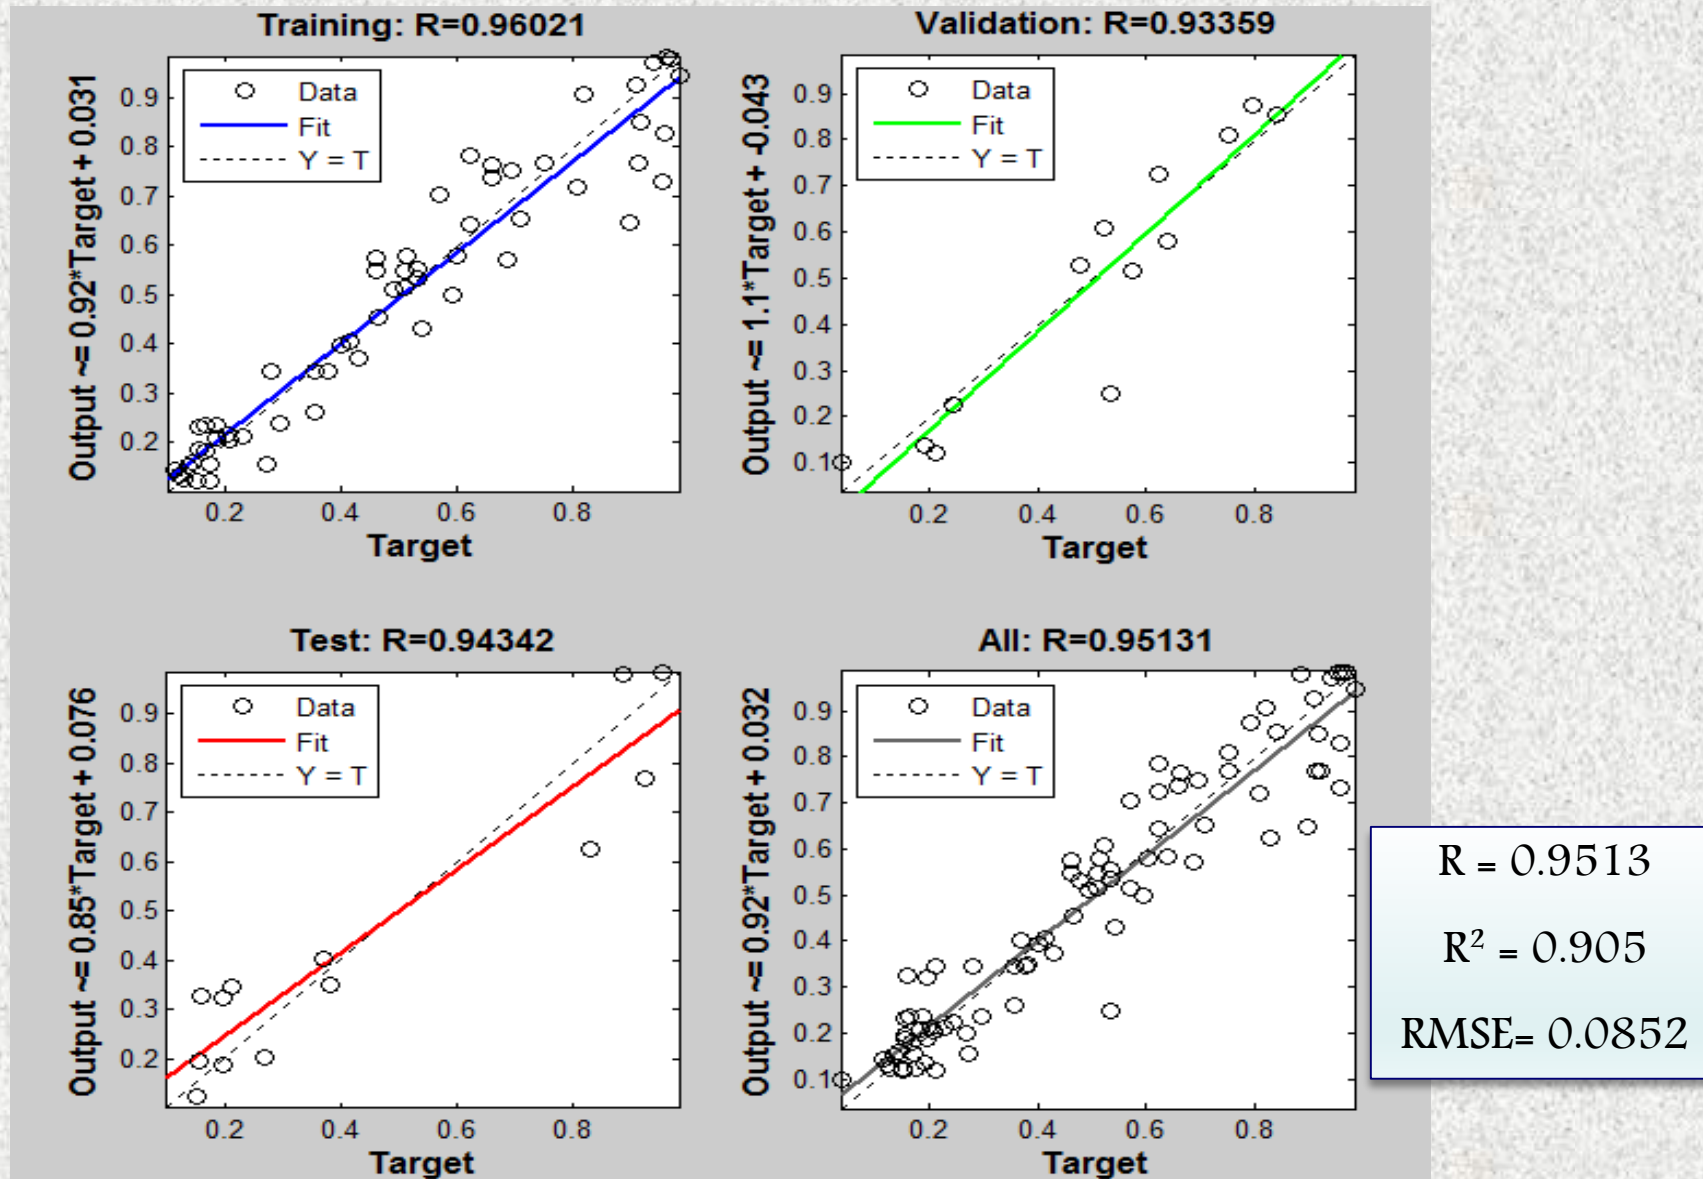 Training: R=0.96021
Output ~= 0.92*Target + 0.031
Data
Fit
Y = T
0.9
0.8
0.7
0.6
0.5
0.4
0.3
0.2
0.2 0.4 0.6 0.8
Target
Validation: R=0.93359
Output ~= 1.1*Target + -0.043
Data
Fit
Y = T
0.9
0.8
0.7
0.6
0.5
0.4
0.3
0.2
0.1
0.2 0.4 0.6 0.8
Target
Test: R=0.94342
Output ~= 0.85*Target + 0.076
Data
Fit
Y = T
0.9
0.8
0.7
0.6
0.5
0.4
0.3
0.2
0.2 0.4 0.6 0.8
Target
All: R=0.95131
Output ~= 0.92*Target + 0.032
Data
Fit
Y = T
0.9
0.8
0.7
0.6
0.5
0.4
0.3
0.2
0.1
0.2 0.4 0.6 0.8
Target
R = 0.9513
R² = 0.905
RMSE= 0.0852